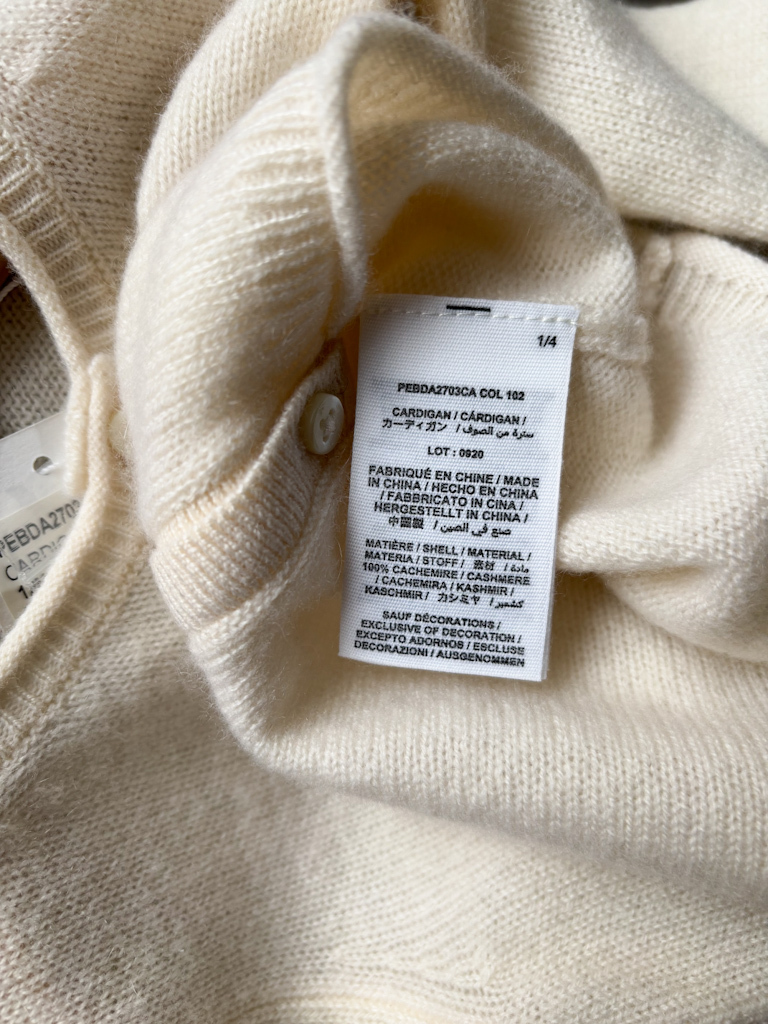 1/4
PEBDA2703CA COL 102
CARDIGAN / CÁRDIGAN /
カーディガン / سترة من الصوف /
LOT : 0920
FABRIQUÉ EN CHINE / MADE
IN CHINA / HECHO EN CHINA
/ FABBRICATO IN CINA /
HERGESTELLT IN CHINA /
中國製 / صنع في الصين /
MATIÈRE / SHELL / MATERIAL /
MATERIA / STOFF / 素材 / مادة /
100% CACHEMIRE / CASHMERE
/ CACHEMIRA / KASHMIR /
KASCHMIR / カシミヤ / كشمير /
SAUF DÉCORATIONS /
EXCLUSIVE OF DECORATION /
EXCEPTO ADORNOS / ESCLUSE
DECORAZIONI / AUSGENOMMEN
PEBDA270
CARDIG